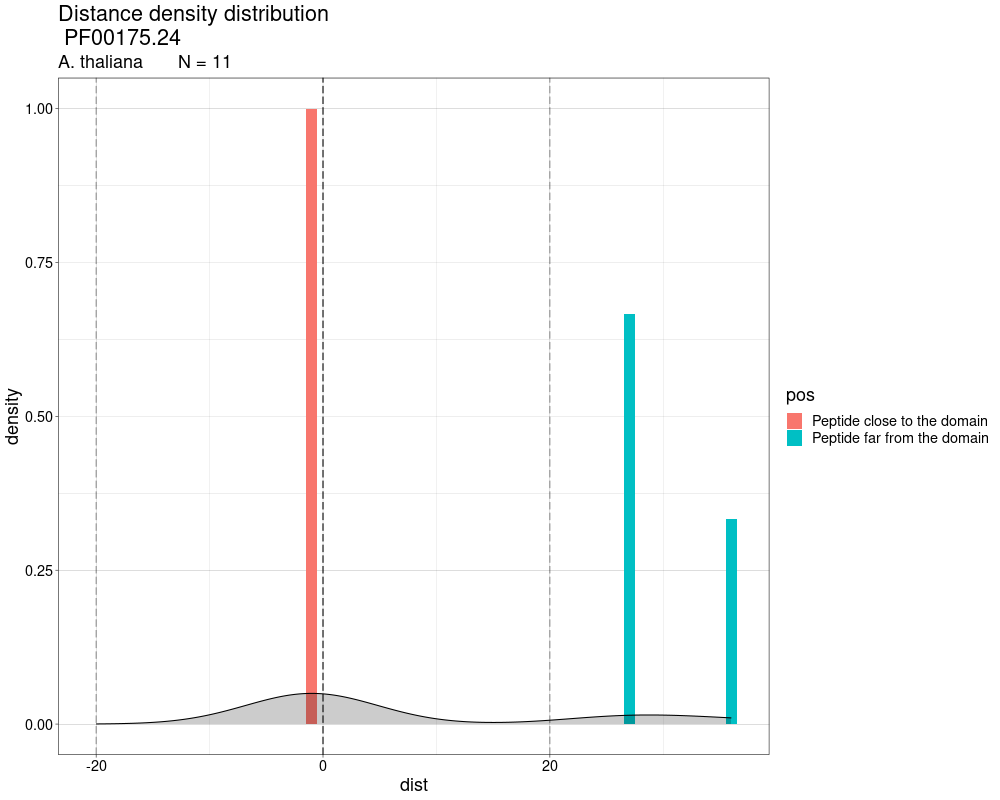 Distance density distribution
PF00175.24
A. thaliana N = 11
1.00
0.75
0.50
0.25
0.00
density
-20 0 20
dist
pos
Peptide close to the domain
Peptide far from the domain